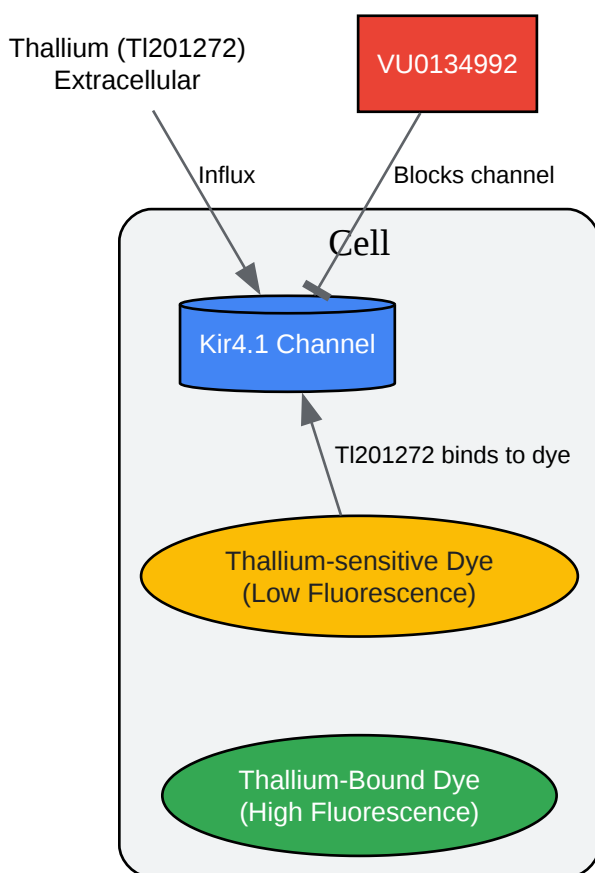 Thallium (Tl201272)
Extracellular
VU0134992
Influx
Blocks channel
Cell
Kir4.1 Channel
Tl201272 binds to dye
Thallium-sensitive Dye
(Low Fluorescence)
Thallium-Bound Dye
(High Fluorescence)